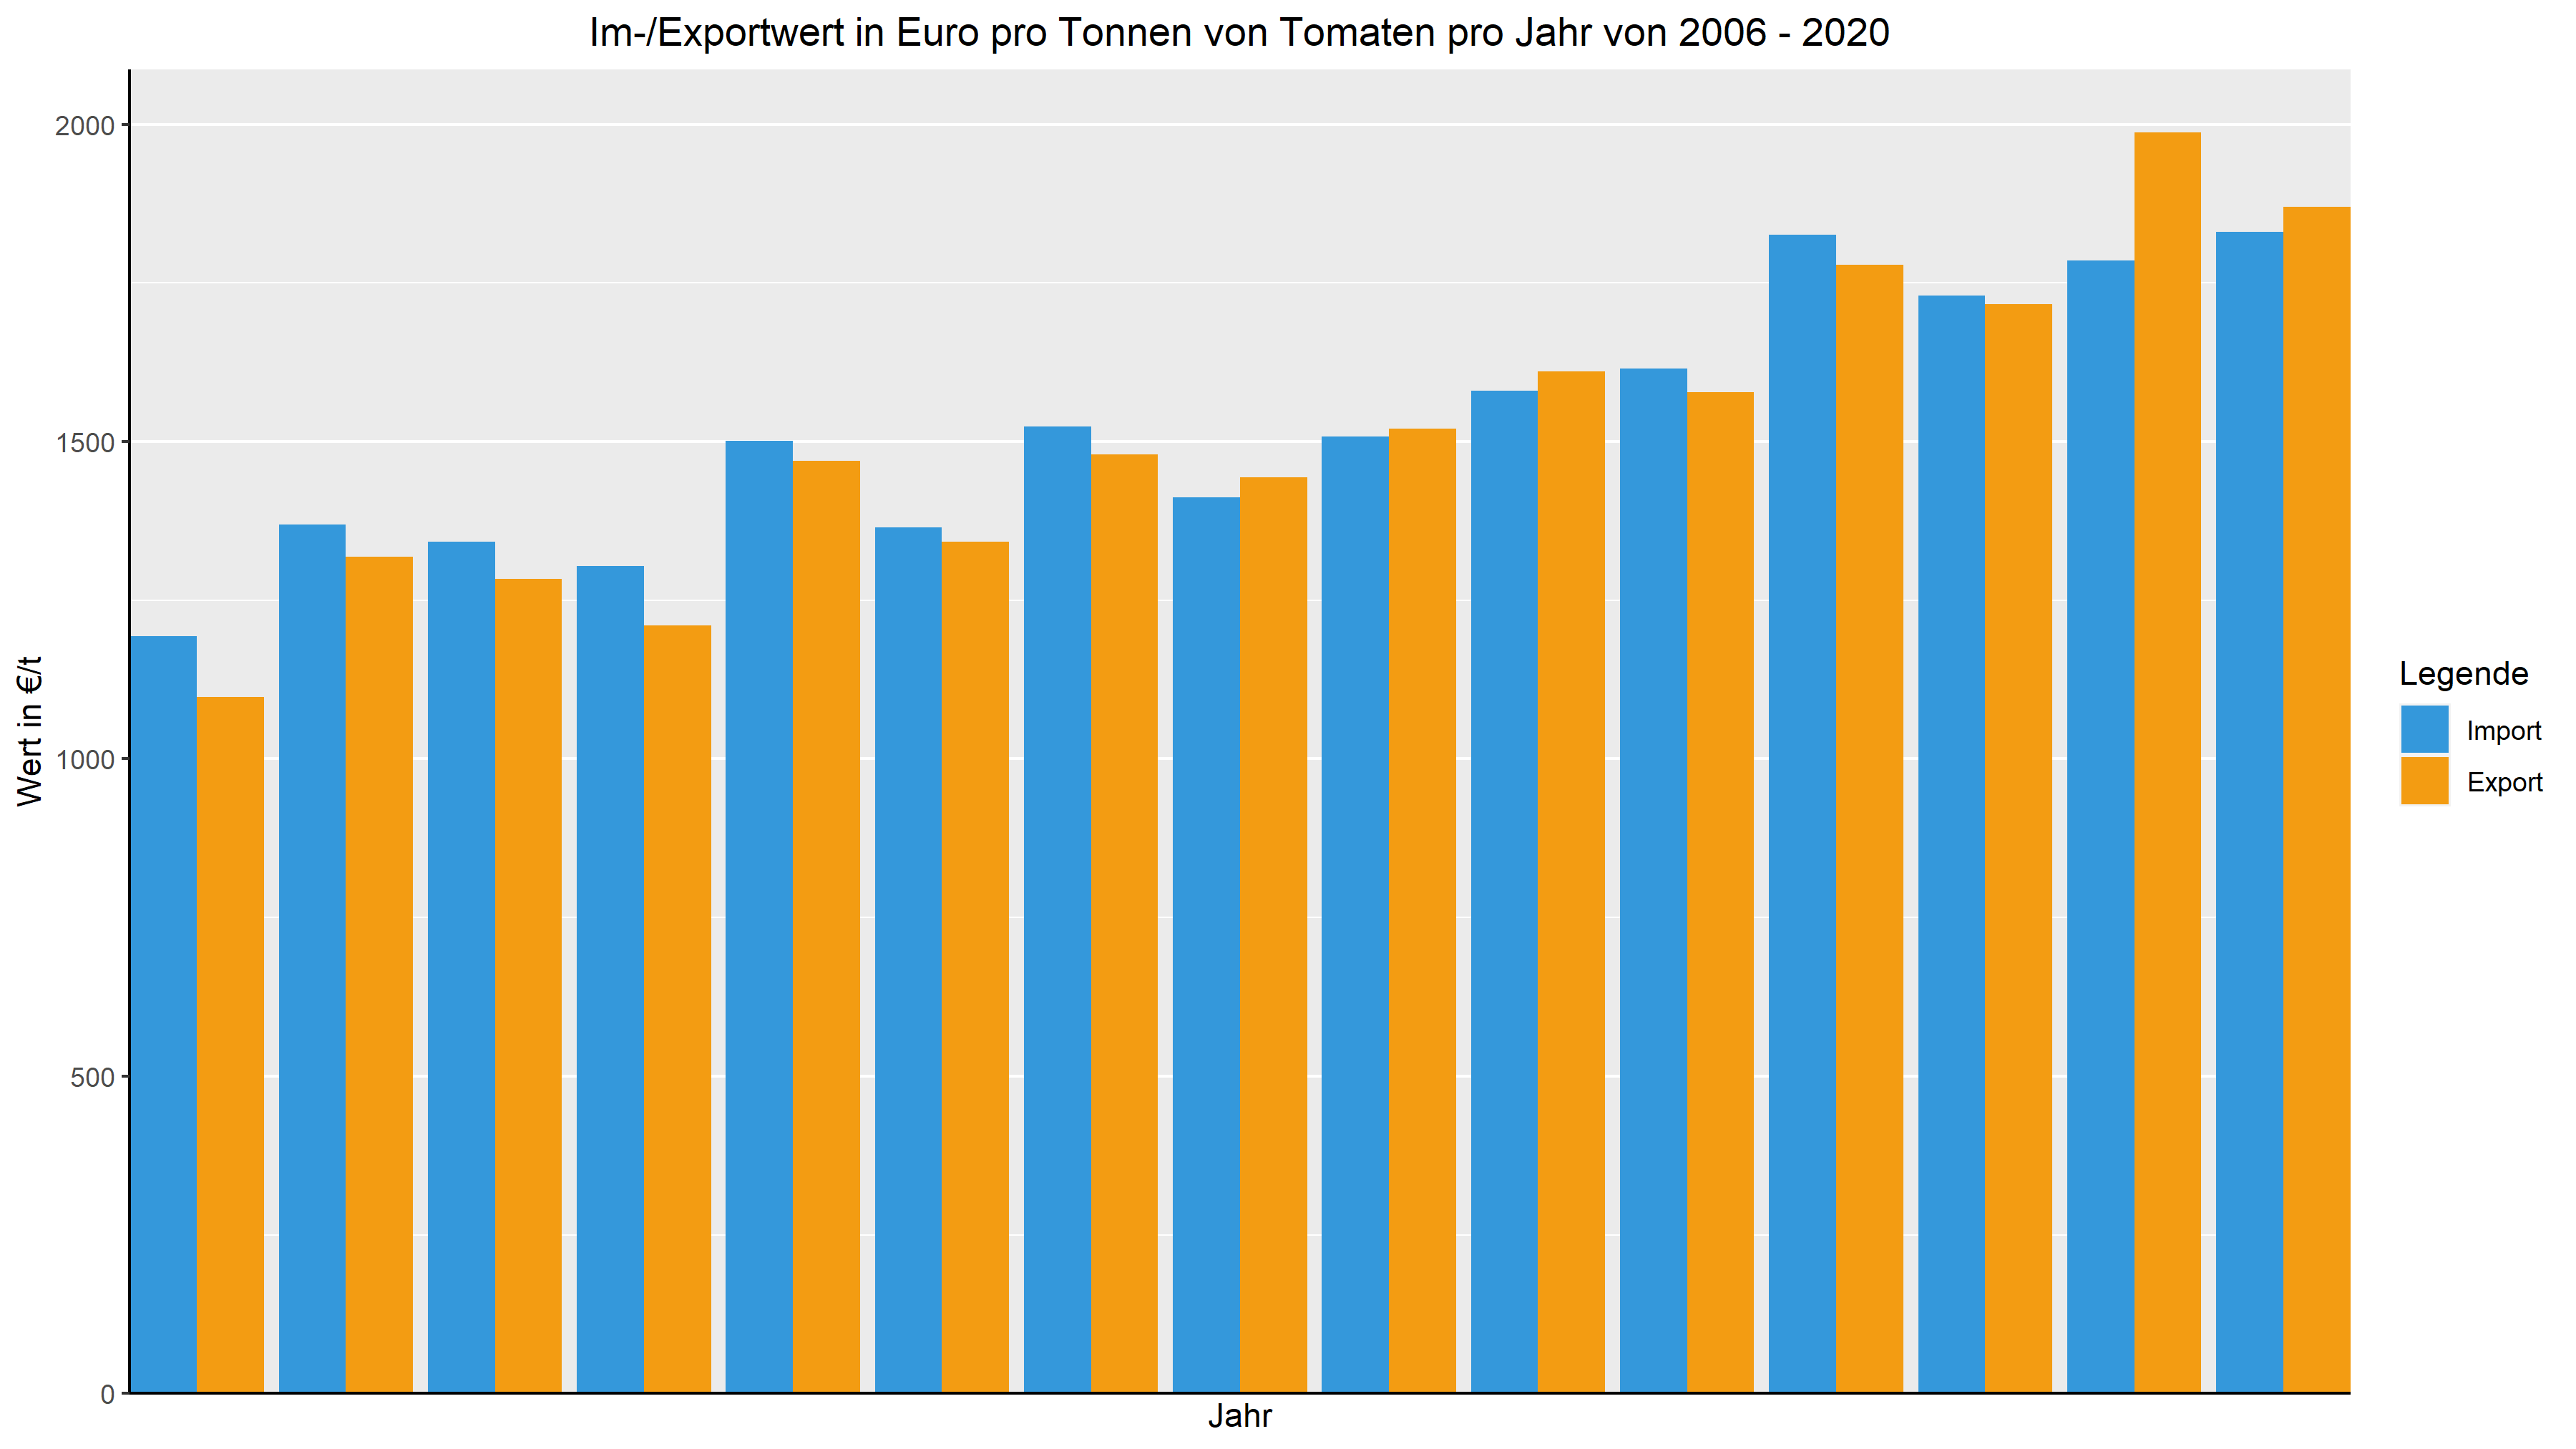 Im-/Exportwert in Euro pro Tonnen von Tomaten pro Jahr von 2006 - 2020
Wert in €/t
2000
1500
1000
500
0
Jahr
Legende
Import
Export